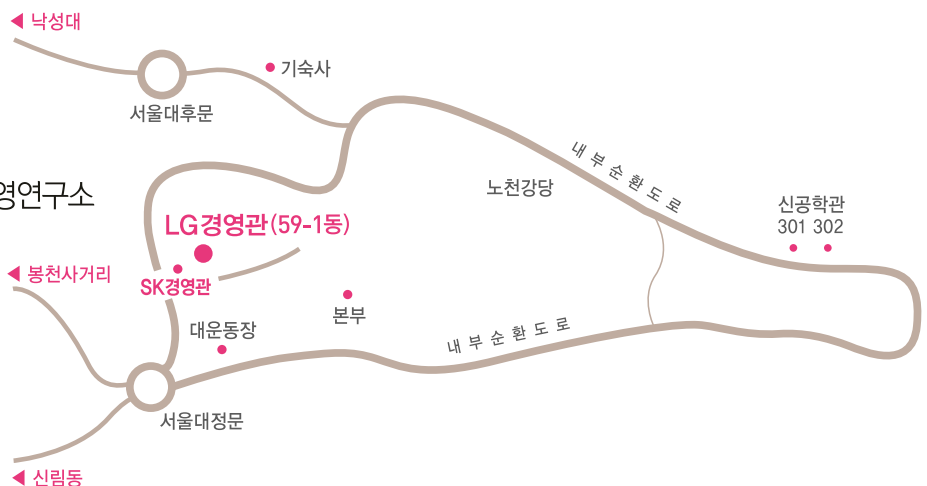 낙성대
기숙사
서울대후문
내부순환도로
노천강당
영연구소
신공학관
301 302
LG경영관(59-1동)
봉천사거리
SK경영관
본부
대운동장
내부순환도로
서울대정문
신림동